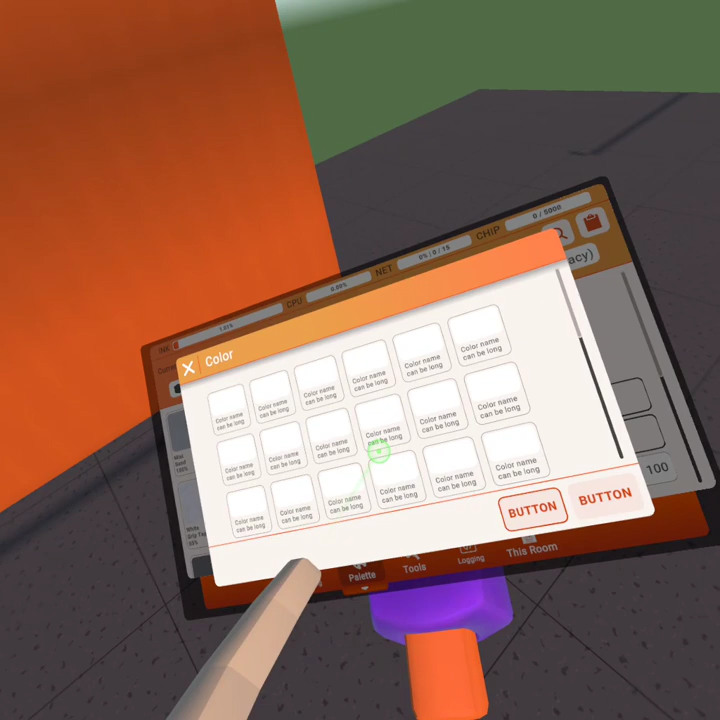 0 / 5000
CHIP
0% | 0 / 15
NET
0.00%
CPU
INK
acy)
Color
Color name
can be long
Color name
can be long
Color name
can be long
Color name
can be long
Color name
can be long
Color name
can be long
Color name
can be long
Color name
can be long
Color name
can be long
Color name
can be long
Color name
can be long
Color name
can be long
Color name
can be long
Color name
can be long
Color name
can be long
Color name
can be long
Color name
can be long
Color name
can be long
100
BUTTON
BUTTON
Palette
Tools
Logging
This Room